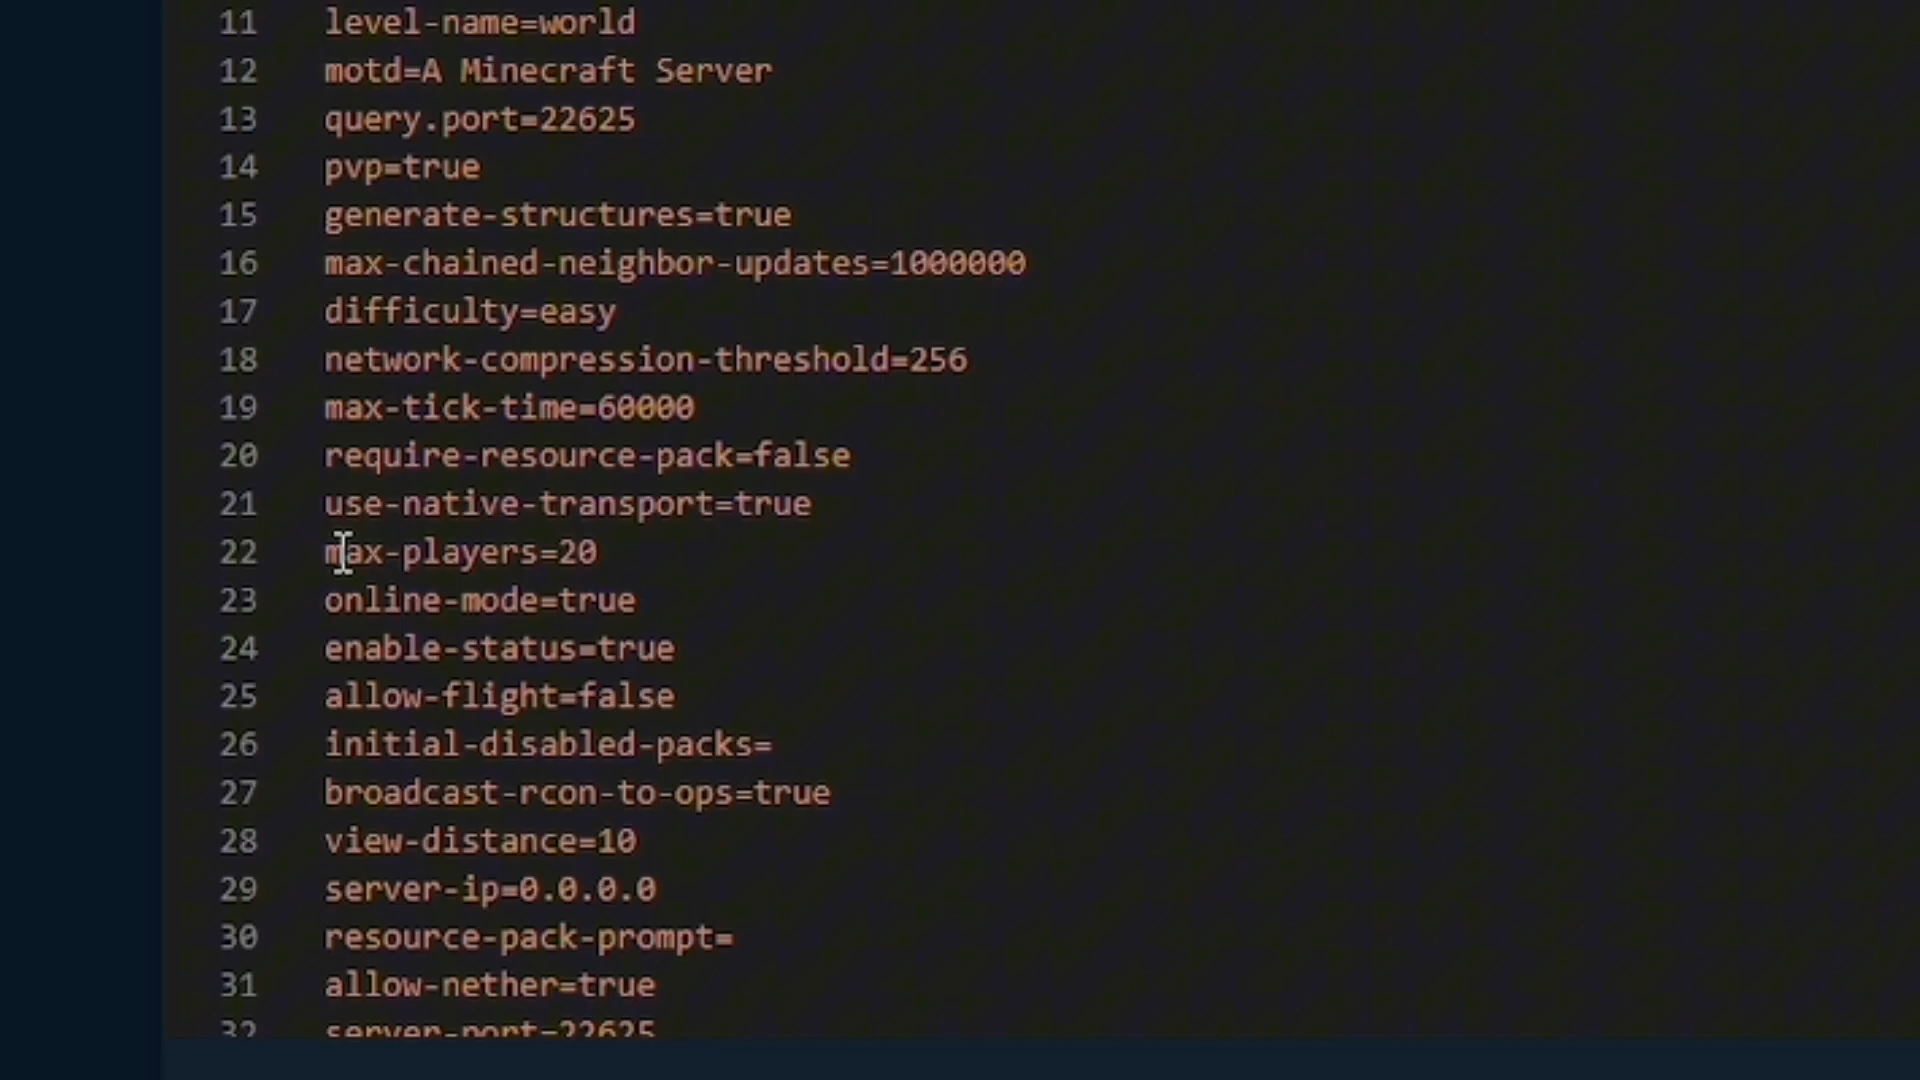 11 level-name=world
12 motd=A Minecraft Server
13 query.port=22625
14 pvp=true
15 generate-structures=true
16 max-chained-neighbor-updates=1000000
17 difficulty=easy
18 network-compression-threshold=256
19 max-tick-time=60000
20 require-resource-pack=false
21 use-native-transport=true
22 max-players=20
23 online-mode=true
24 enable-status=true
25 allow-flight=false
26 initial-disabled-packs=
27 broadcast-rcon-to-ops=true
28 view-distance=10
29 server-ip=0.0.0.0
30 resource-pack-prompt=
31 allow-nether=true
32 server-port=22625